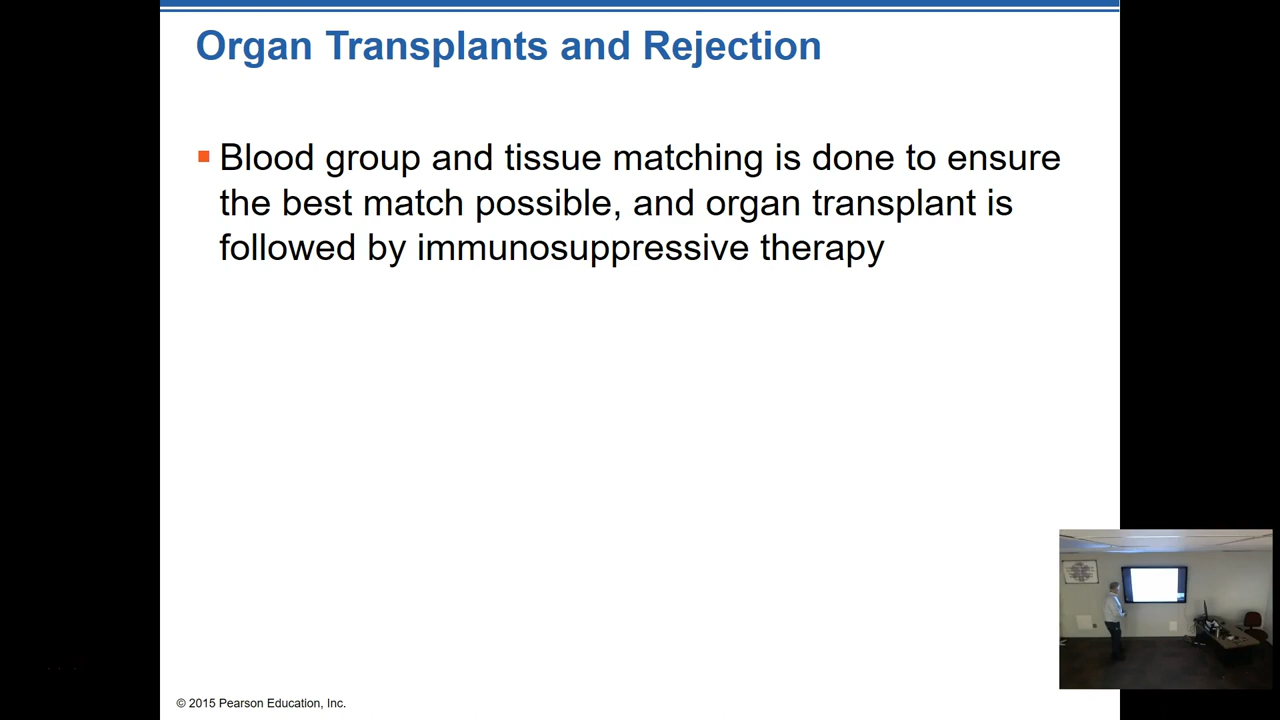 Organ Transplants and Rejection
Blood group and tissue matching is done to ensure
the best match possible, and organ transplant is
followed by immunosuppressive therapy
© 2015 Pearson Education, Inc.